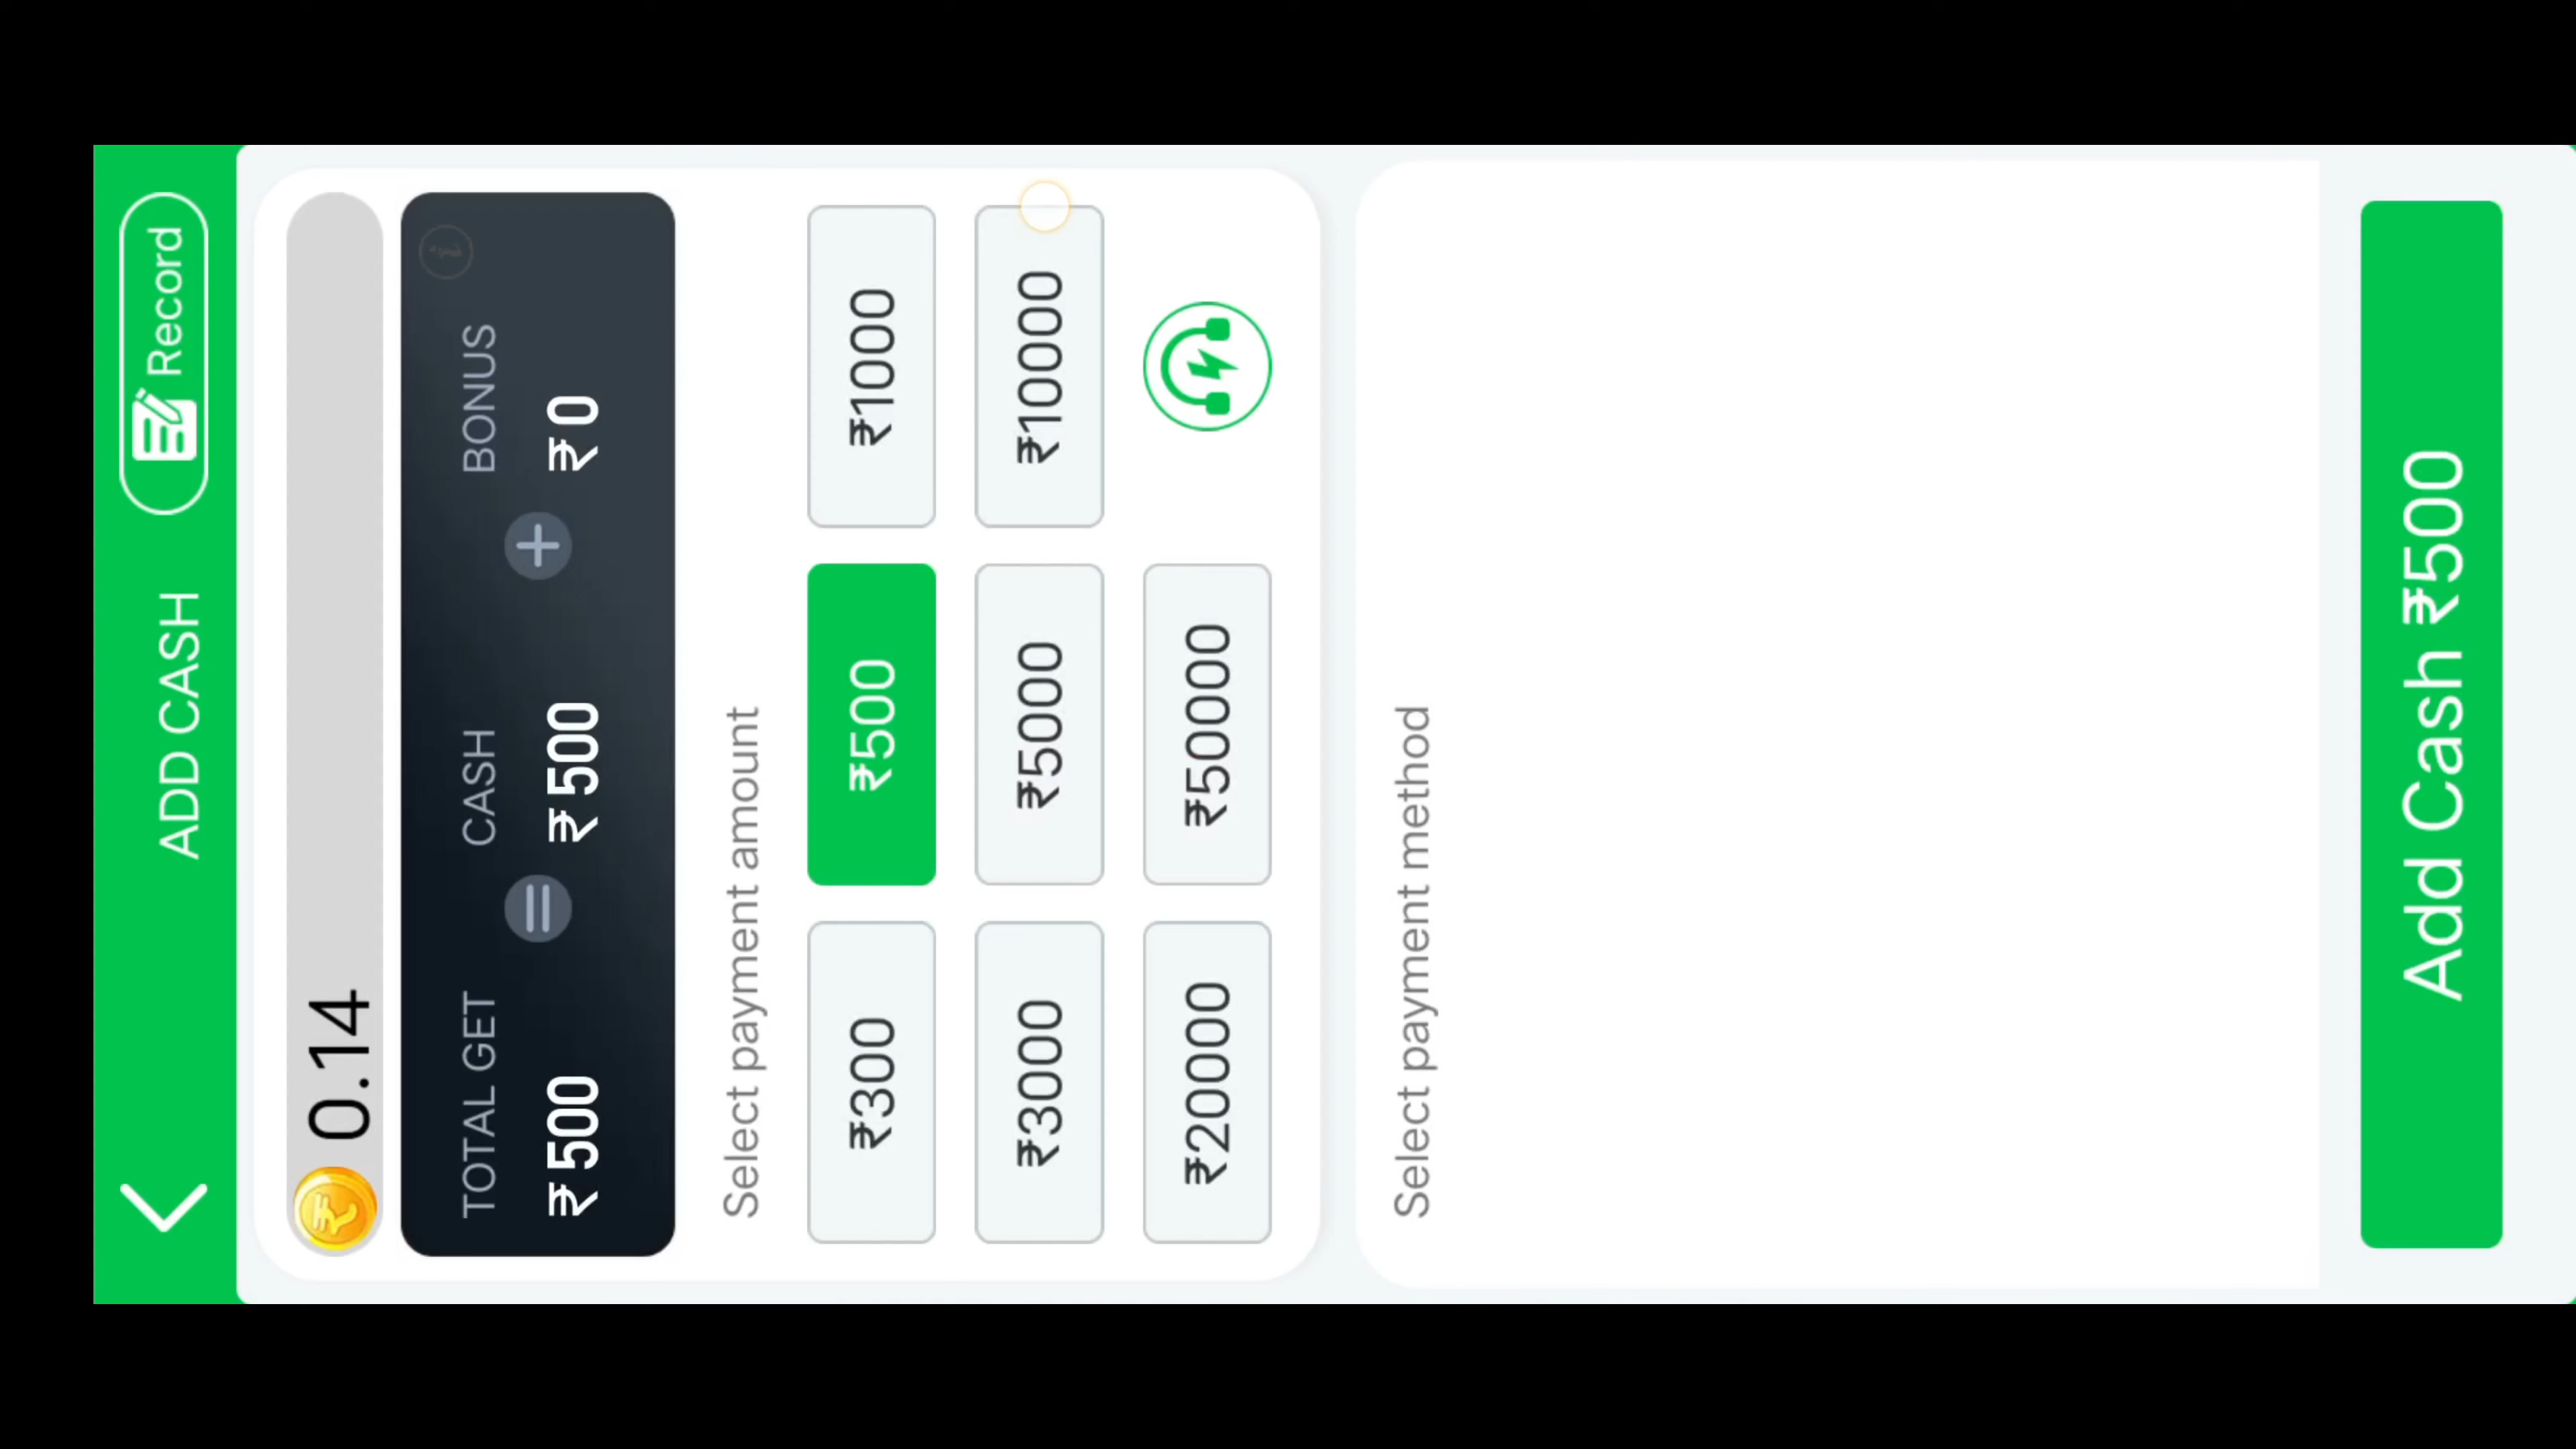 ADD CASH
Record
0.14
TOTAL GET CASH BONUS
₹500 = ₹500 + ₹0
Select payment amount
₹300 ₹500 ₹1000
₹3000 ₹5000 ₹10000
₹20000 ₹50000
Select payment method
Add Cash ₹500